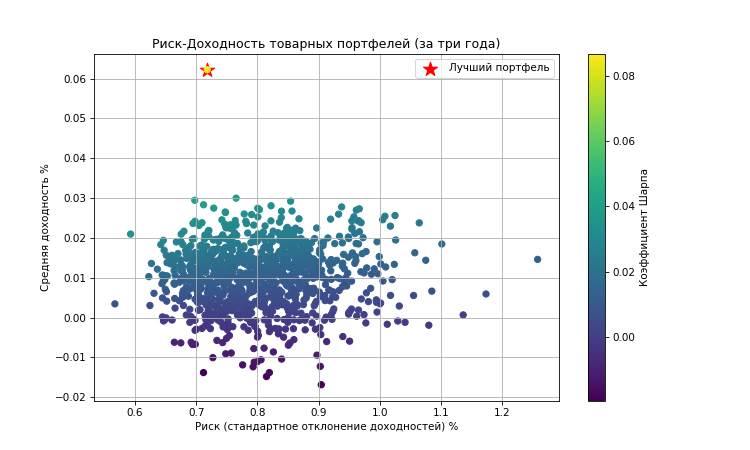 Риск-Доходность товарных портфелей (за три года)
Лучший портфель
Средняя доходность %
0.06
0.05
0.04
0.03
0.02
0.01
0.00
−0.01
−0.02
0.6 0.7 0.8 0.9 1.0 1.1 1.2
Риск (стандартное отклонение доходностей) %
0.08
0.06
0.04
0.02
0.00
Коэффициент Шарпа